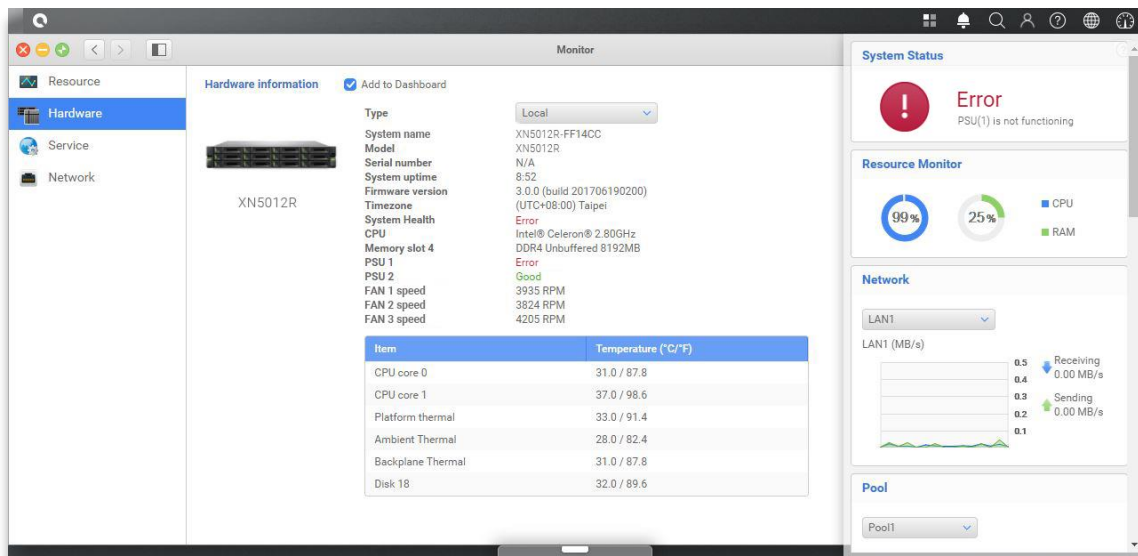 Monitor
Resource
Hardware
Service
Network
Hardware information
Add to Dashboard
XN5012R
Type Local
System name XN5012R-FF14CC
Model XN5012R
Serial number N/A
System uptime 8:52
Firmware version 3.0.0 (build 201706190200)
Timezone (UTC+08:00) Taipei
System Health Error
CPU Intel® Celeron® 2.80GHz
Memory slot 4 DDR4 Unbuffered 8192MB
PSU 1 Error
PSU 2 Good
FAN 1 speed 3935 RPM
FAN 2 speed 3824 RPM
FAN 3 speed 4205 RPM
Item Temperature (°C/°F)
CPU core 0 31.0 / 87.8
CPU core 1 37.0 / 98.6
Platform thermal 33.0 / 91.4
Ambient Thermal 28.0 / 82.4
Backplane Thermal 31.0 / 87.8
Disk 18 32.0 / 89.6
System Status
Error
PSU(1) is not functioning
Resource Monitor
99%
25%
CPU
RAM
Network
LAN1
LAN1 (MB/s)
0.5
0.4
0.3
0.2
0.1
Receiving
0.00 MB/s
Sending
0.00 MB/s
Pool
Pool1